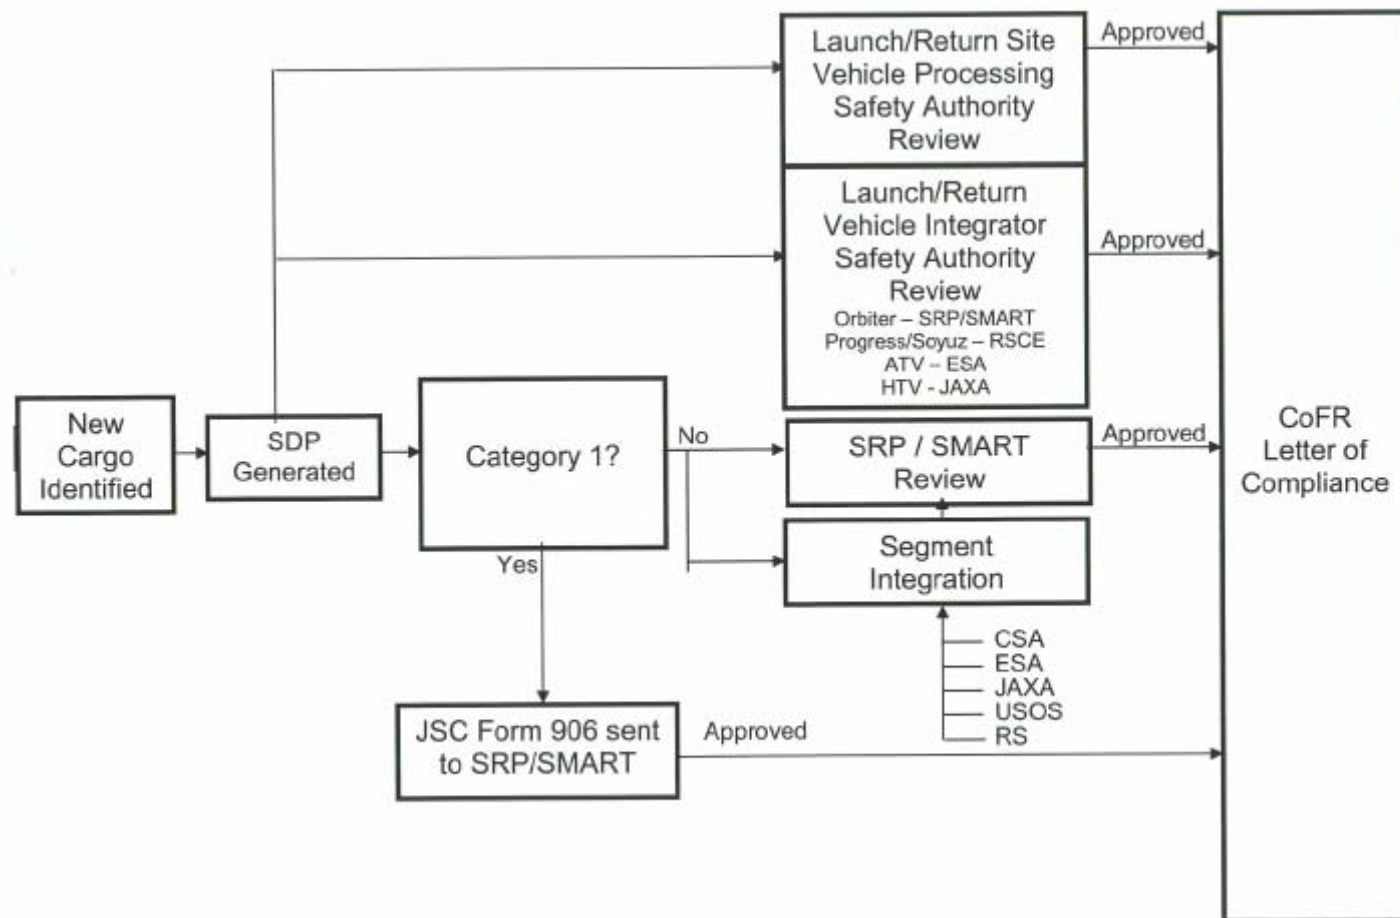 Launch/Return Site
Vehicle Processing
Safety Authority
Review
Approved
Launch/Return
Vehicle Integrator
Safety Authority
Review
Orbiter – SRP/SMART
Progress/Soyuz – RSCE
ATV – ESA
HTV - JAXA
Approved
New
Cargo
Identified
SDP
Generated
Category 1?
No
SRP / SMART
Review
Approved
CoFR
Letter of
Compliance
Yes
Segment
Integration
CSA
ESA
JAXA
USOS
RS
JSC Form 906 sent
to SRP/SMART
Approved